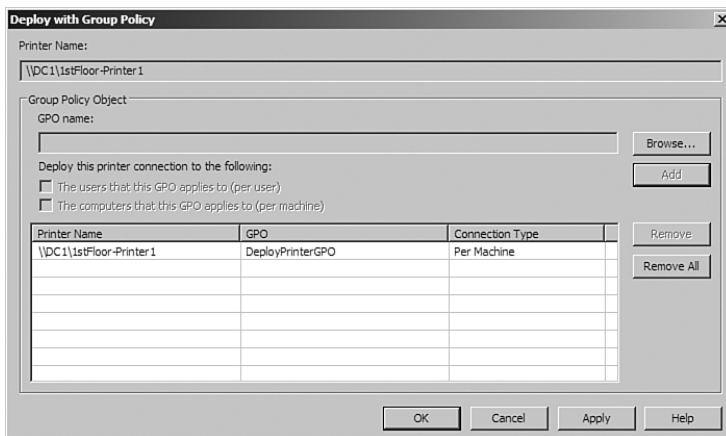 Deploy with Group Policy
Printer Name:
\\DC1\1stFloor-Printer1
Group Policy Object
GPO name:
Browse...
Deploy this printer connection to the following:
Add
The users that this GPO applies to (per user)
The computers that this GPO applies to (per machine)
Printer Name GPO Connection Type
Remove
\\DC1\1stFloor-Printer1 DeployPrinterGPO Per Machine
Remove All
OK Cancel Apply Help